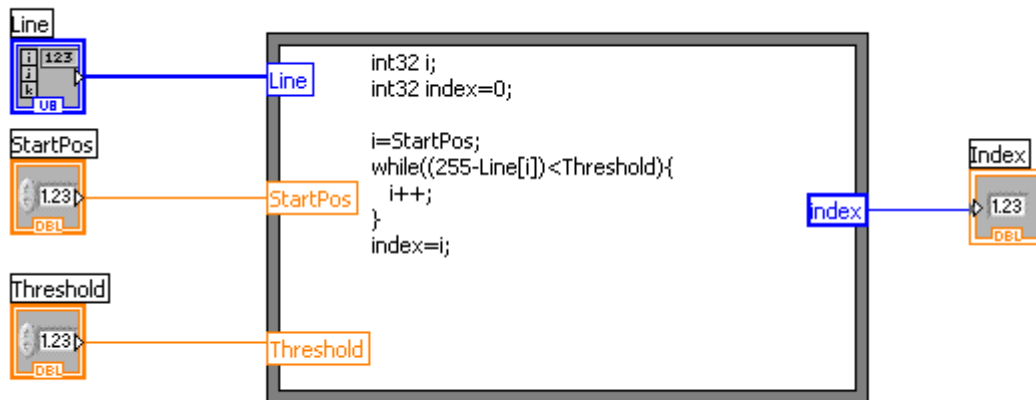 Line
i 123
j
k
U8
Line
int32 i;
int32 index=0;
i=StartPos;
while((255-Line[i])<Threshold){
i++;
}
index=i;
StartPos
1.23
DBL
StartPos
index
Index
1.23
DBL
Threshold
1.23
DBL
Threshold